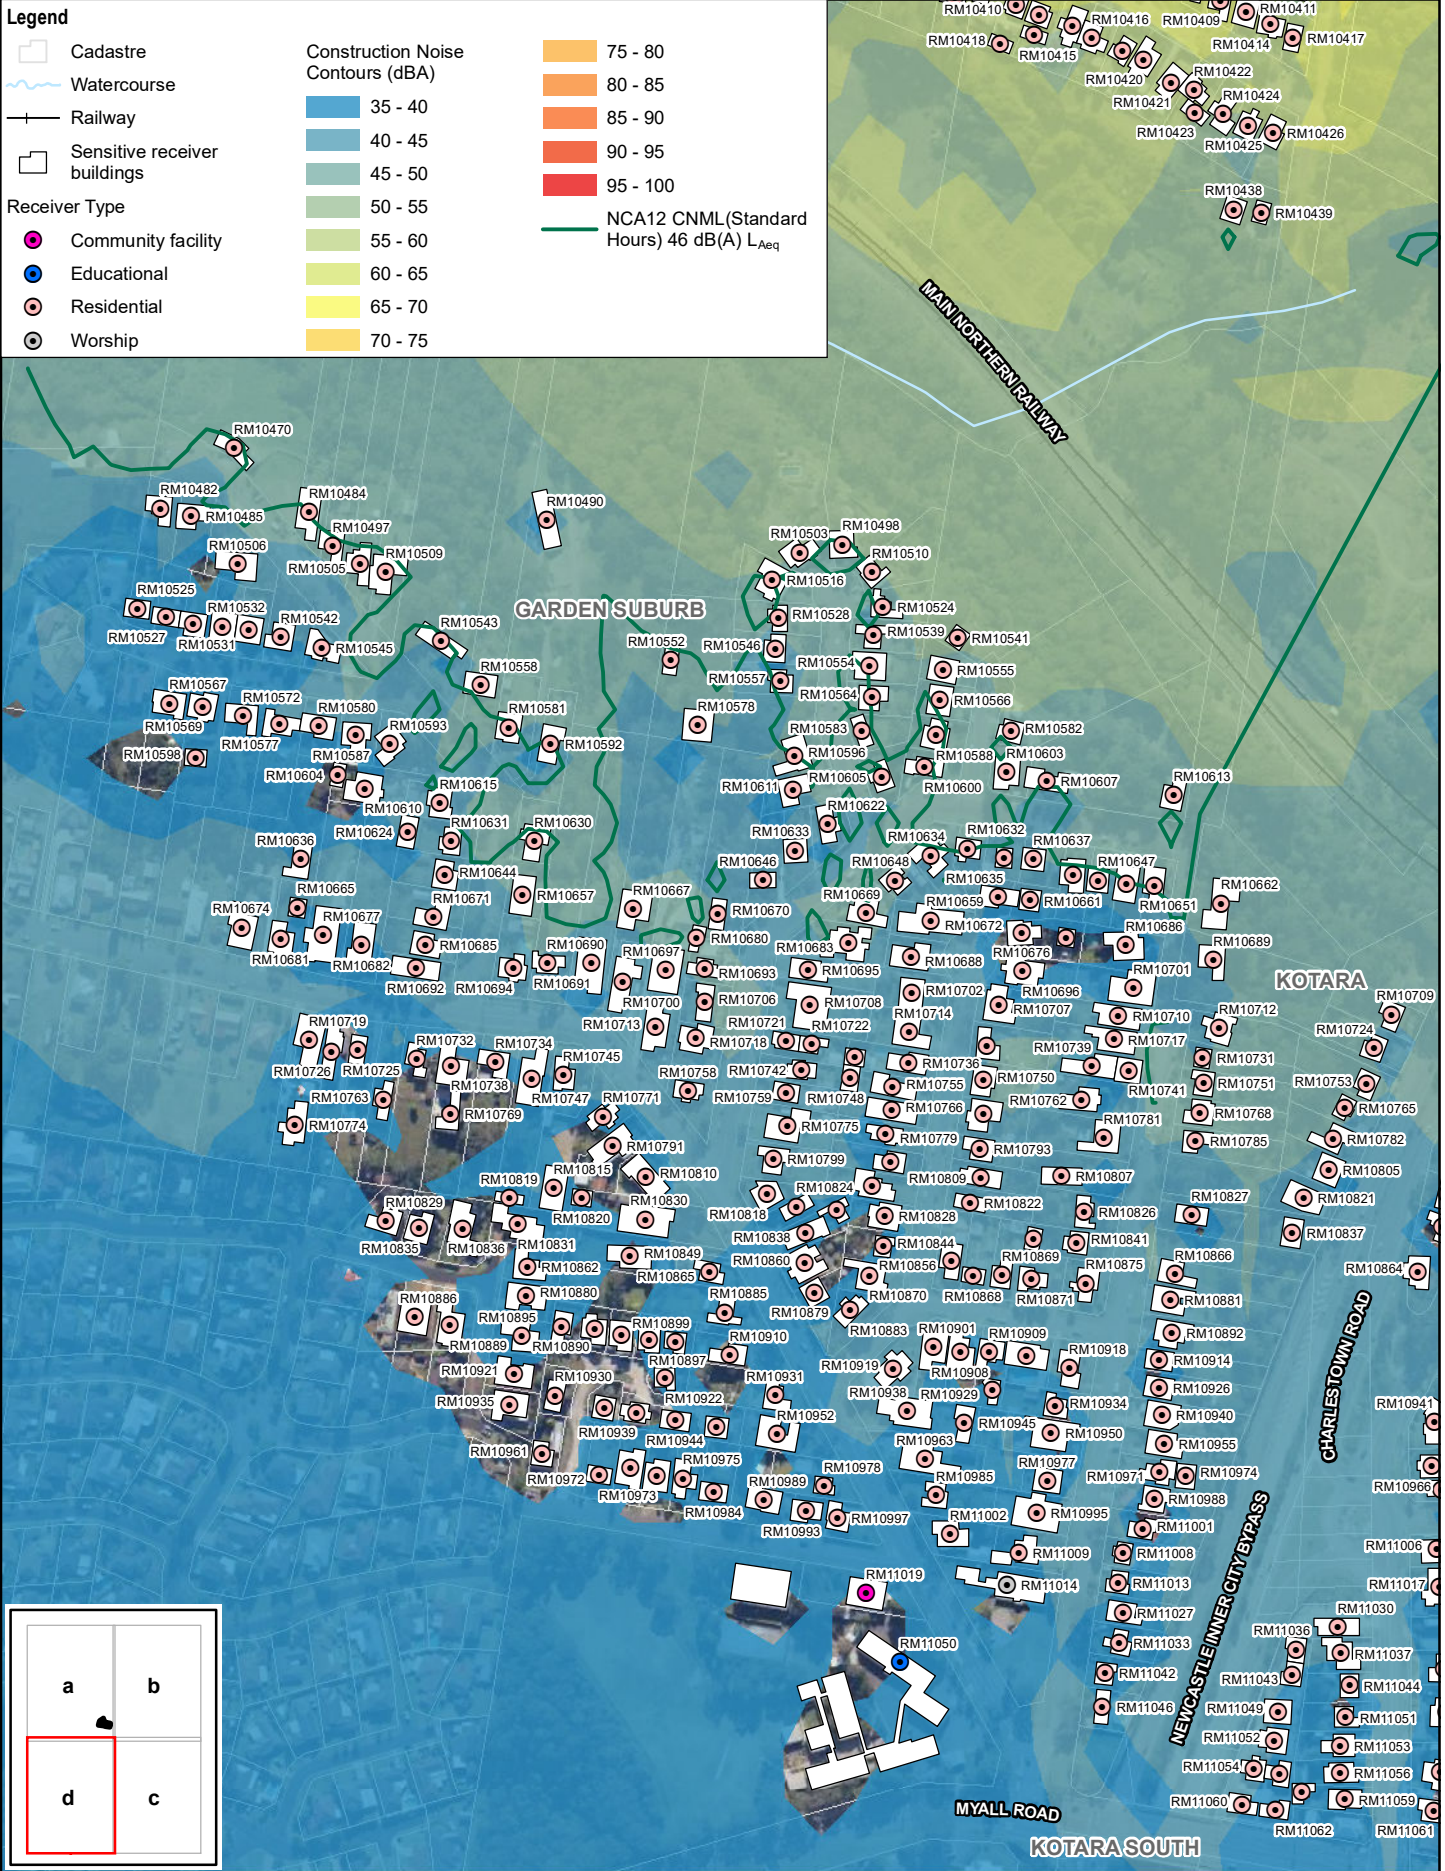 Legend
Cadastre
Watercourse
Railway
Sensitive receiver
buildings
Receiver Type
Community facility
Educational
Residential
Worship
Construction Noise
Contours (dBA)
35 - 40
40 - 45
45 - 50
50 - 55
55 - 60
60 - 65
65 - 70
70 - 75
75 - 80
80 - 85
85 - 90
90 - 95
95 - 100
NCA12 CNML(Standard
Hours) 46 dB(A) LAeq
RM10410
RM10416
RM10409
RM10411
RM10418
RM10415
RM10414
RM10417
RM10420
RM10422
RM10421
RM10424
RM10423
RM10425
RM10426
RM10438
RM10439
MAIN NORTHERN RAILWAY
RM10470
RM10482
RM10485
RM10484
RM10490
RM10497
RM10503
RM10498
RM10506
RM10505
RM10509
RM10510
RM10516
RM10525
RM10532
RM10542
GARDEN SUBURB
RM10528
RM10524
RM10527
RM10531
RM10543
RM10545
RM10552
RM10546
RM10539
RM10541
RM10558
RM10557
RM10554
RM10555
RM10567
RM10572
RM10580
RM10564
RM10566
RM10569
RM10577
RM10593
RM10581
RM10578
RM10583
RM10582
RM10598
RM10587
RM10592
RM10596
RM10588
RM10603
RM10604
RM10615
RM10611
RM10605
RM10600
RM10607
RM10613
RM10610
RM10622
RM10624
RM10631
RM10630
RM10633
RM10634
RM10632
RM10637
RM10636
RM10644
RM10646
RM10648
RM10635
RM10647
RM10665
RM10671
RM10657
RM10667
RM10669
RM10659
RM10661
RM10651
RM10662
RM10674
RM10677
RM10670
RM10672
RM10686
RM10681
RM10682
RM10685
RM10690
RM10697
RM10680
RM10683
RM10688
RM10676
RM10689
RM10692
RM10694
RM10691
RM10693
RM10695
RM10696
RM10701
KOTARA
RM10700
RM10706
RM10708
RM10702
RM10707
RM10710
RM10712
RM10709
RM10719
RM10713
RM10721
RM10722
RM10714
RM10717
RM10724
RM10726
RM10725
RM10732
RM10734
RM10745
RM10718
RM10739
RM10731
RM10738
RM10747
RM10758
RM10742
RM10736
RM10750
RM10741
RM10751
RM10753
RM10763
RM10769
RM10771
RM10759
RM10748
RM10755
RM10762
RM10768
RM10765
RM10774
RM10775
RM10766
RM10781
RM10785
RM10782
RM10791
RM10779
RM10793
RM10799
RM10805
RM10815
RM10810
RM10809
RM10807
RM10819
RM10824
RM10822
RM10827
RM10821
RM10829
RM10820
RM10830
RM10818
RM10828
RM10826
RM10835
RM10836
RM10831
RM10838
RM10844
RM10841
RM10837
RM10849
RM10869
RM10862
RM10865
RM10860
RM10856
RM10866
RM10864
RM10880
RM10868
RM10871
RM10875
RM10886
RM10885
RM10879
RM10870
RM10881
RM10895
RM10899
RM10883
RM10901
RM10909
RM10892
RM10889
RM10890
RM10910
RM10897
RM10919
RM10908
RM10918
RM10914
RM10921
RM10930
RM10931
RM10938
RM10929
RM10926
RM10935
RM10922
RM10952
RM10934
RM10941
RM10939
RM10944
RM10945
RM10950
RM10940
CHARLESTOWN ROAD
RM10961
RM10975
RM10963
RM10955
RM10972
RM10973
RM10978
RM10989
RM10985
RM10977
RM10971
RM10974
RM10966
RM10984
RM10988
RM10993
RM10997
RM11002
RM10995
RM11001
RM11009
RM11008
RM11006
RM11019
RM11014
RM11013
RM11017
RM11027
RM11030
RM11050
RM11033
RM11036
RM11037
RM11042
RM11043
RM11044
RM11046
RM11049
RM11051
NEWCASTLE INNER CITY BYPASS
RM11052
RM11053
RM11054
RM11056
RM11060
RM11059
MYALL ROAD
RM11062
RM11061
KOTARA SOUTH
a
b
d
c